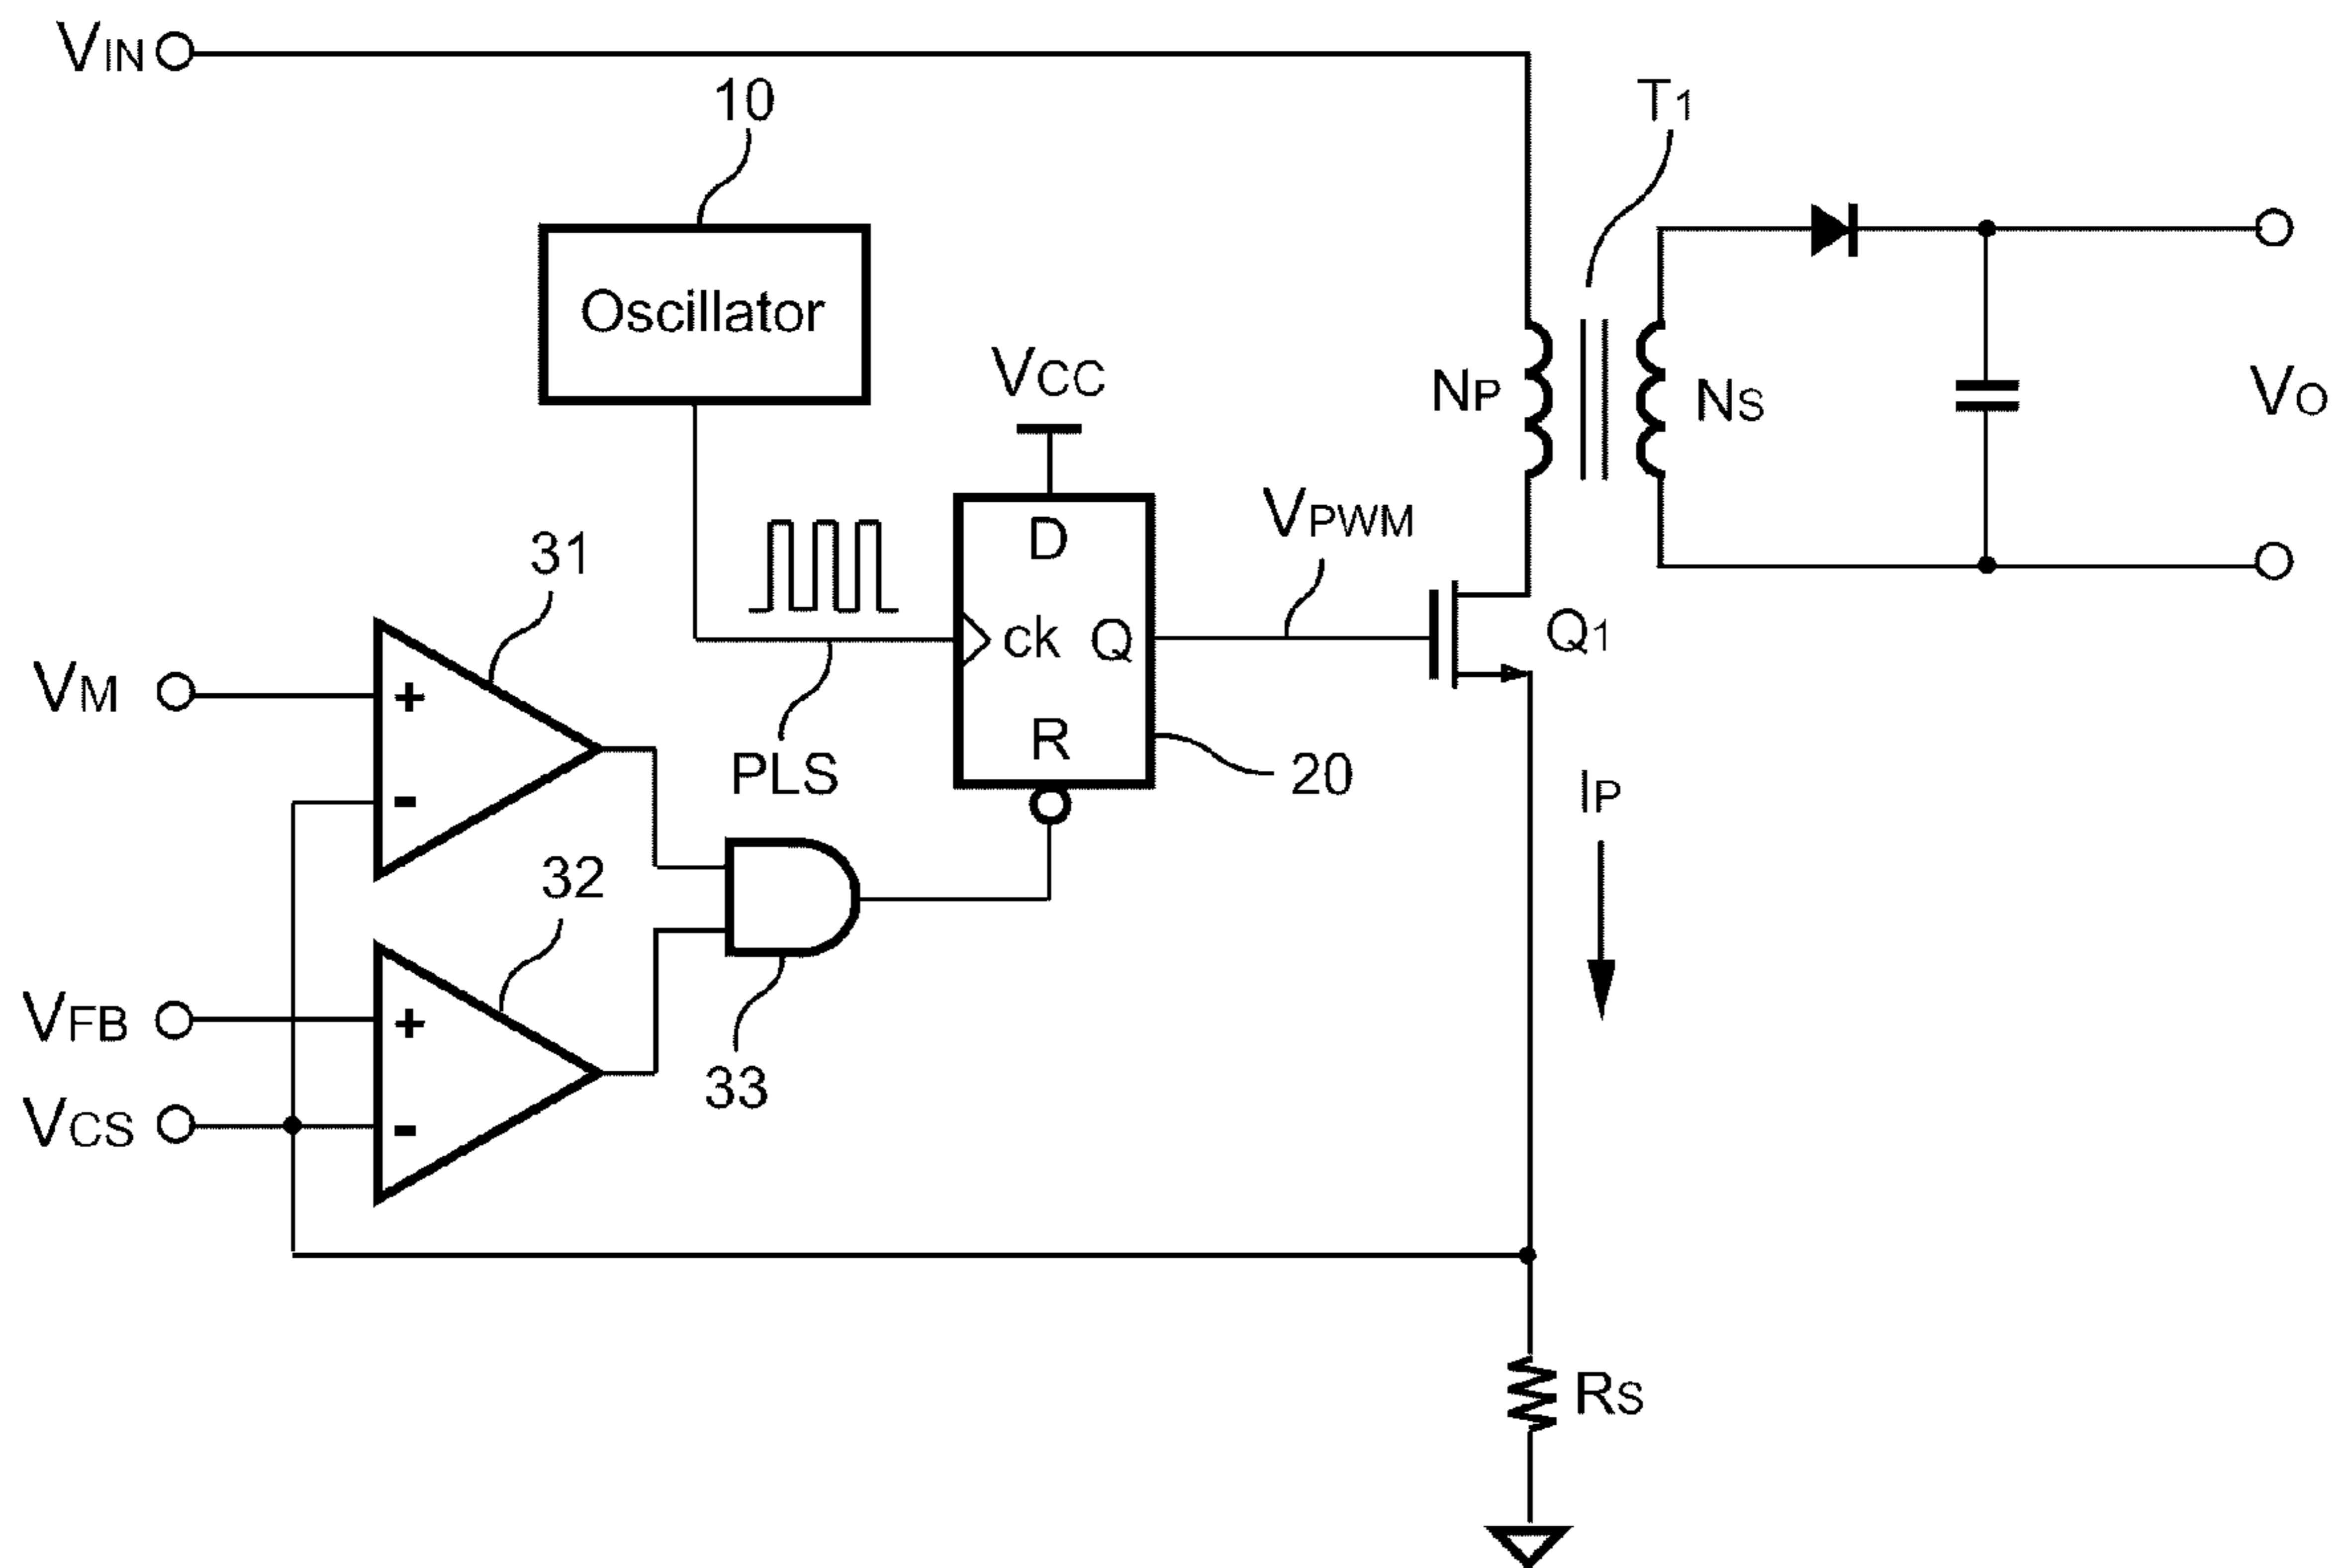 VIN
10
T1
Oscillator
VCC
NP
NS
VO
D
VPWM
31
ck
Q
Q1
VM
+
R
PLS
20
IP
-
32
VFB
+
33
VCS
-
RS